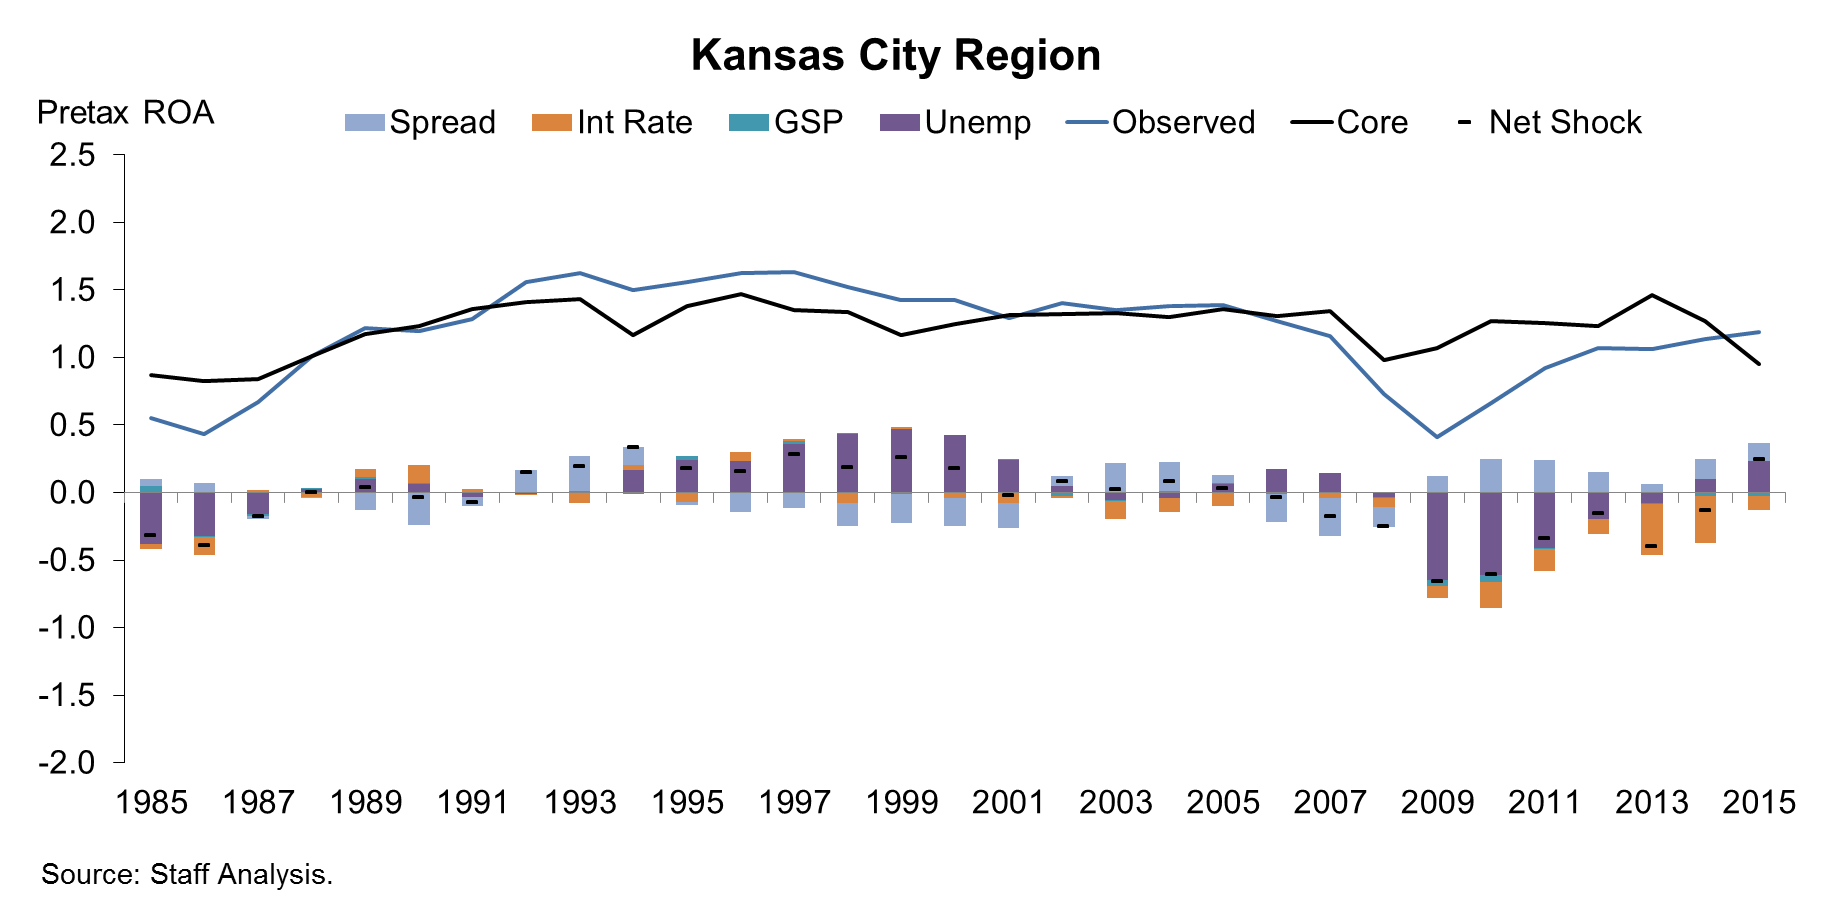 Kansas City Region
Pretax ROA
Spread Int Rate GSP Unemp Observed Core Net Shock
2.5
2.0
1.5
1.0
0.5
0.0
-0.5
-1.0
-1.5
-2.0
1985 1987 1989 1991 1993 1995 1997 1999 2001 2003 2005 2007 2009 2011 2013 2015
Source: Staff Analysis.